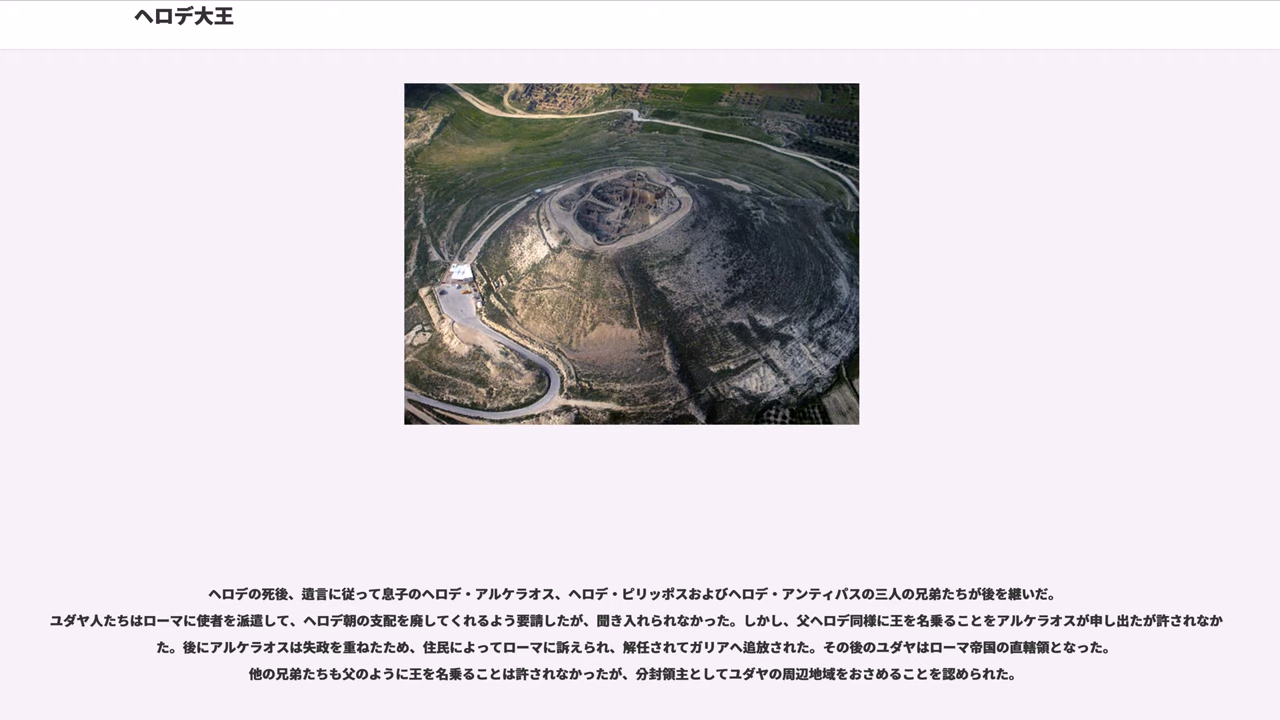 ヘロデ大王
ヘロデの死後、遺言に従って息子のヘロデ・アルケラオス、ヘロデ・ピリッポスおよびヘロデ・アンティパスの三人の兄弟たちが後を継いだ。
ユダヤ人たちはローマに使者を派遣して、ヘロデ朝の支配を廃してくれるよう要請したが、聞き入れられなかった。しかし、父ヘロデ同様に王を名乗ることをアルケラオスが申し出たが許されなか
た。後にアルケラオスは失政を重ねたため、住民によってローマに訴えられ、解任されてガリアへ追放された。その後のユダヤはローマ帝国の直轄領となった。
他の兄弟たちも父のように王を名乗ることは許されなかったが、分封領主としてユダヤの周辺地域をおさめることを認められた。